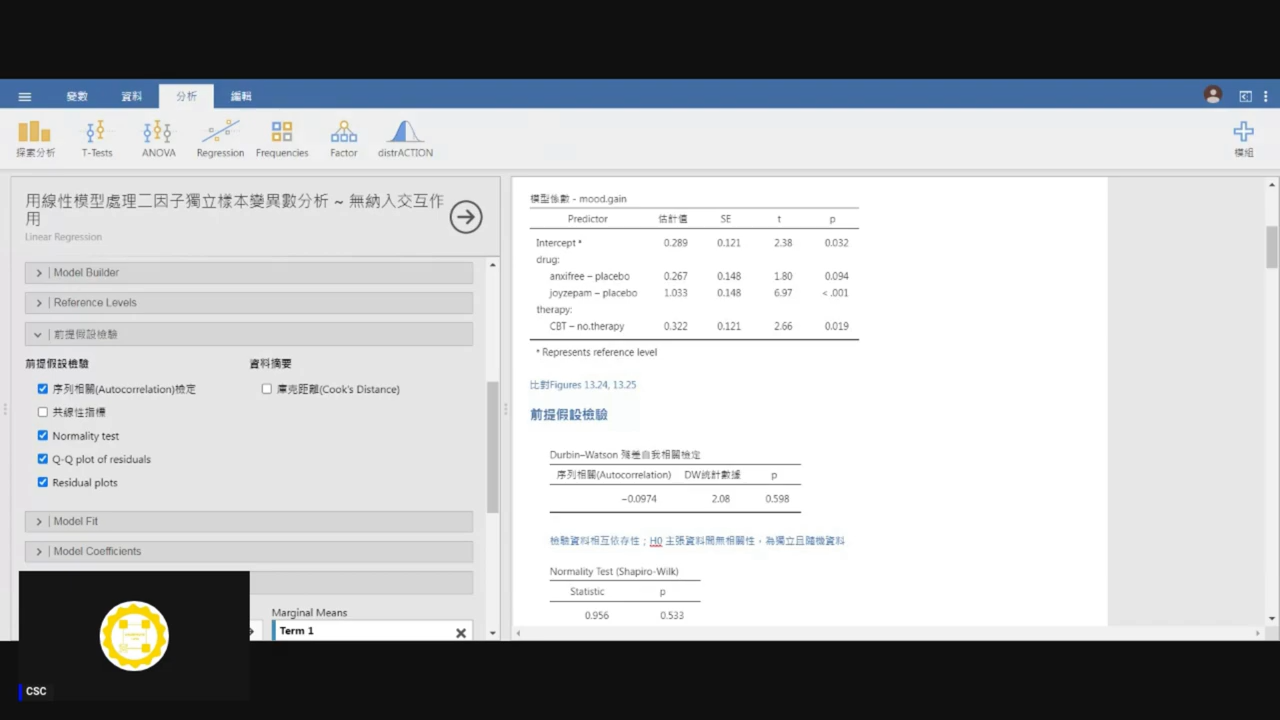 變數 資料 分析 編輯
探索分析 T-Tests ANOVA Regression Frequencies Factor distrACTION 模組
用線性模型處理二因子獨立樣本變異數分析 ~ 無納入交互作
用
Linear Regression
Model Builder
Reference Levels
前提假設檢驗
前提假設檢驗 資料摘要
序列相關(Autocorrelation)檢定 庫克距離(Cook's Distance)
共線性指標
Normality test
Q-Q plot of residuals
Residual plots
Model Fit
Model Coefficients
Marginal Means
Term 1
CSC
模型係數 - mood.gain
Predictor 估計值 SE t p
Intercept ᵃ 0.289 0.121 2.38 0.032
drug:
anxifree – placebo 0.267 0.148 1.80 0.094
joyzepam – placebo 1.033 0.148 6.97 < .001
therapy:
CBT – no.therapy 0.322 0.121 2.66 0.019
ᵃ Represents reference level
比對Figures 13.24, 13.25
前提假設檢驗
Durbin–Watson 殘差自我相關檢定
序列相關(Autocorrelation) DW統計數據 p
−0.0974 2.08 0.598
檢驗資料相互依存性；H0 主張資料間無相關性，為獨立且隨機資料
Normality Test (Shapiro-Wilk)
Statistic p
0.956 0.533